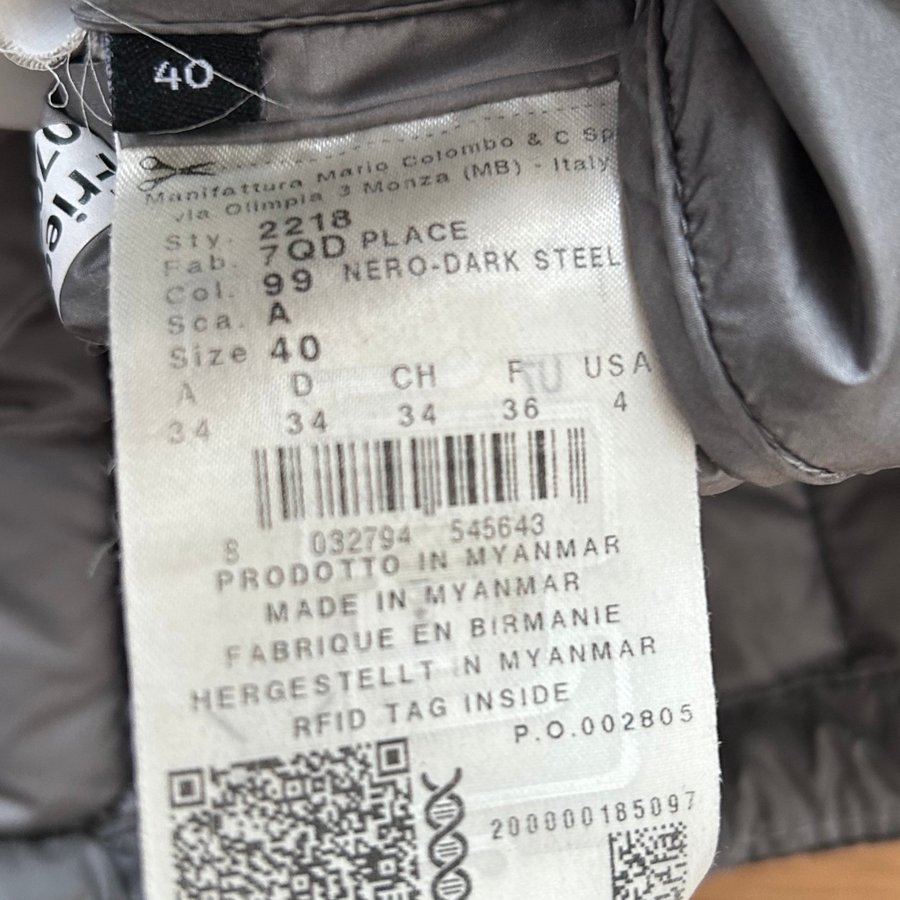 40
Manifattura Mario Colombo & C Sp
via Olimpia 3 Monza (MB) - Italy
Sty. 2218
Fab. 7QD PLACE
Col. 99 NERO-DARK STEEL
Sca. A
Size 40
A D CH F USA
34 34 34 36 4
8 032794 545643
PRODOTTO IN MYANMAR
MADE IN MYANMAR
FABRIQUE EN BIRMANIE
HERGESTELLT IN MYANMAR
RFID TAG INSIDE
P.O.002805
200000185097